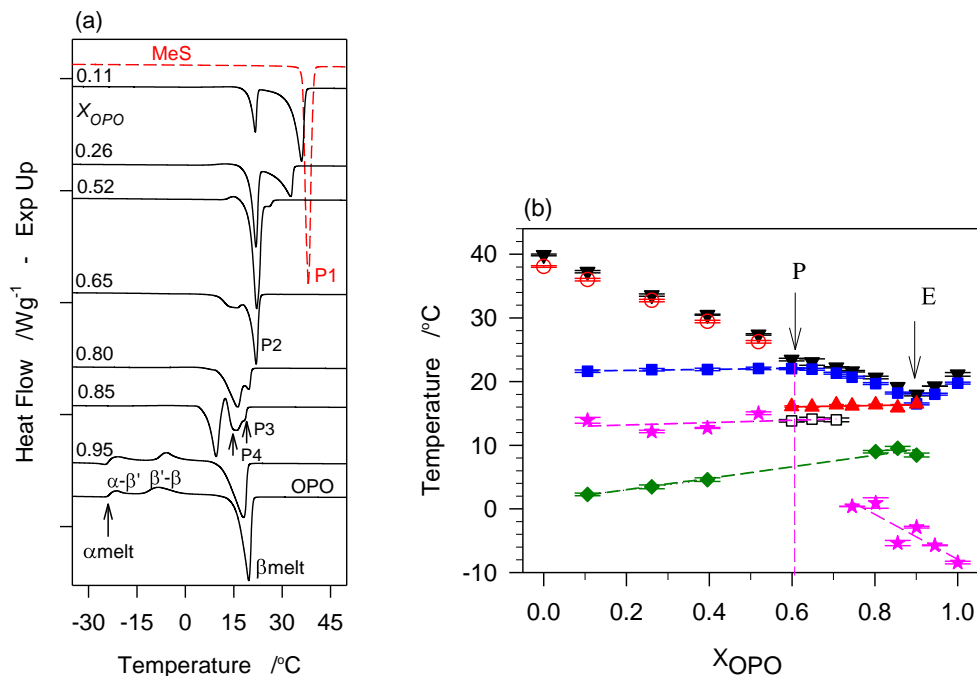 (a)
MeS
0.11
XOPO
0.26
0.52
P1
0.65
P2
0.80
0.85
P3
P4
0.95
α-β' β'-β OPO
αmelt
βmelt
Heat Flow /Wg-1 - Exp Up
-30 -15 0 15 30 45
Temperature /oC
(b)
40
30
20
10
0
-10
P
E
Temperature /oC
0.0 0.2 0.4 0.6 0.8 1.0
XOPO